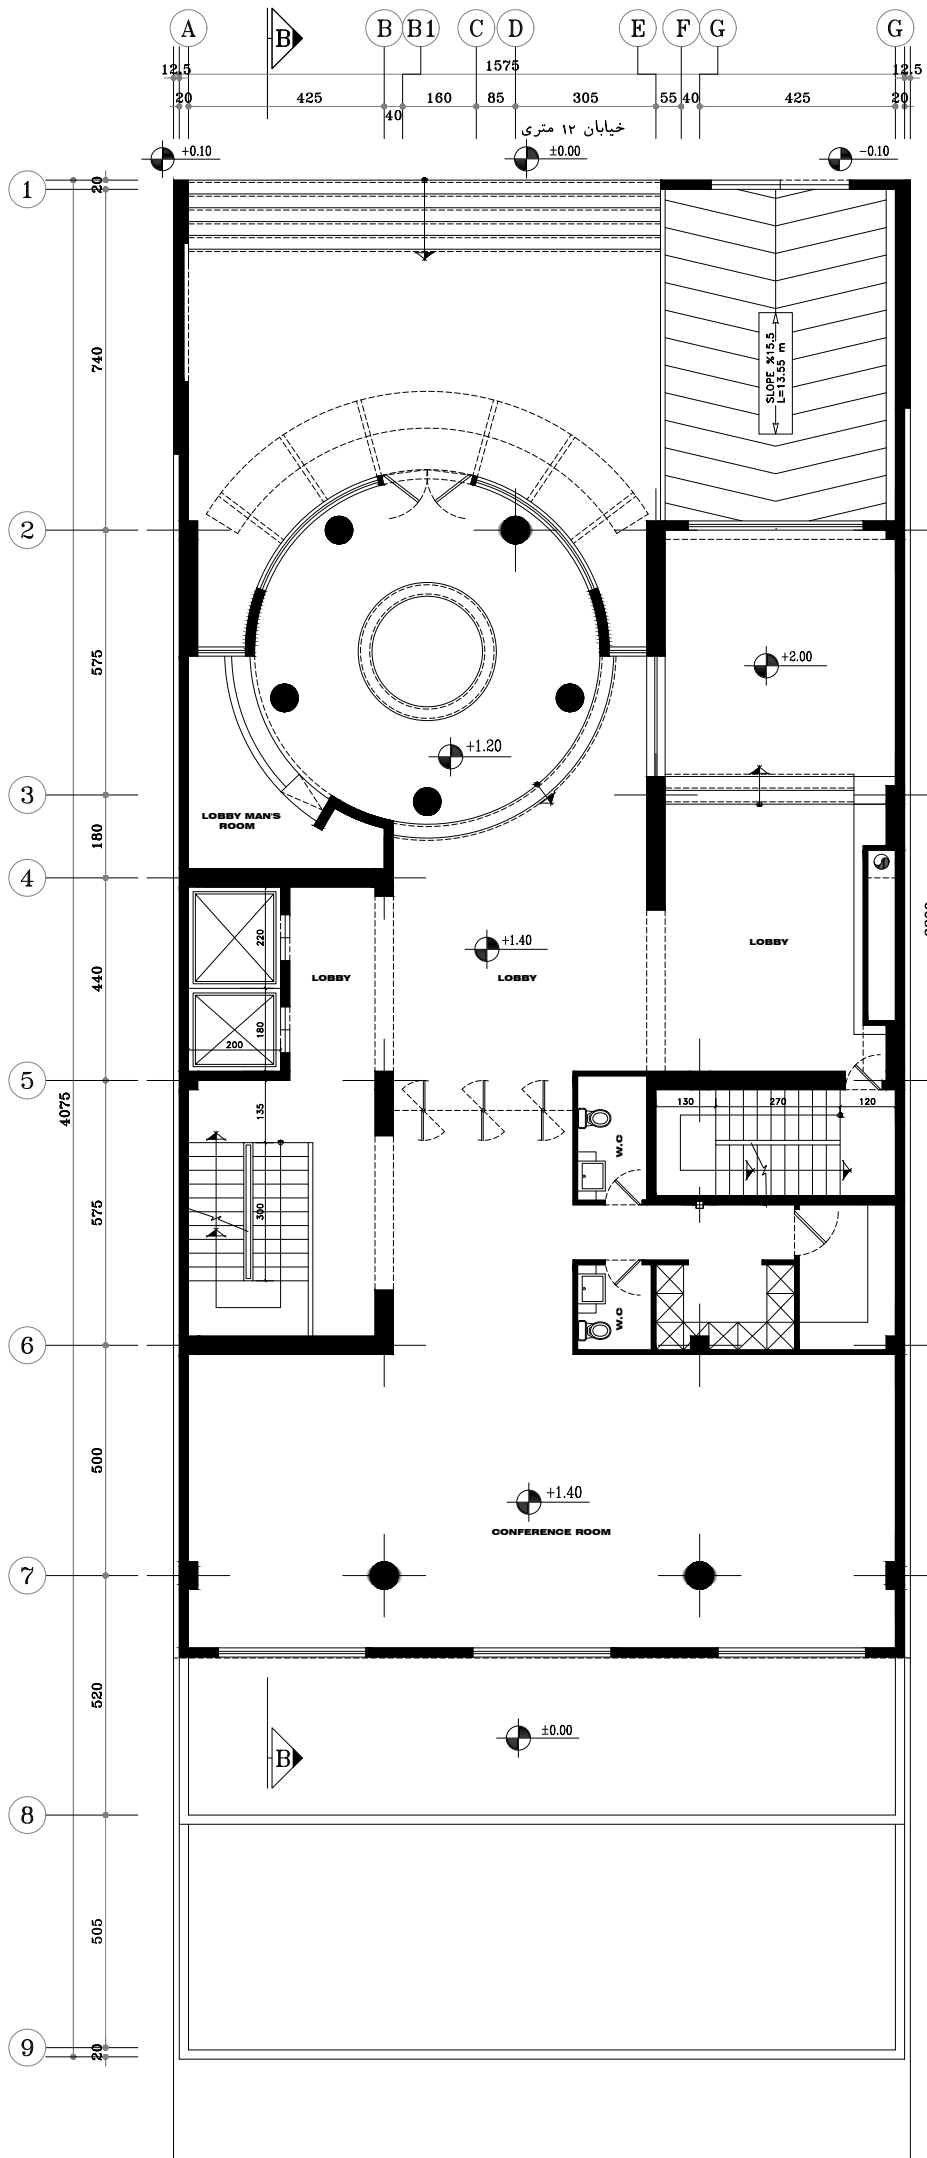 A B B B1 C D E F G G
12.5 1575 12.5
20 425 40 160 85 305 55 40 425 20
خیابان ۱۲ متری
+0.10 ±0.00 -0.10
1
20
SLOPE %15.5
L=13.55 m
740
2
575
+2.00
+1.20
3
LOBBY MAN'S
ROOM
180
4
220
+1.40
LOBBY
LOBBY LOBBY
440
180
200
5
4075
135
130 270 120
W.C
575
300
W.C
6
500
+1.40
CONFERENCE ROOM
7
520
B
±0.00
8
505
9
20